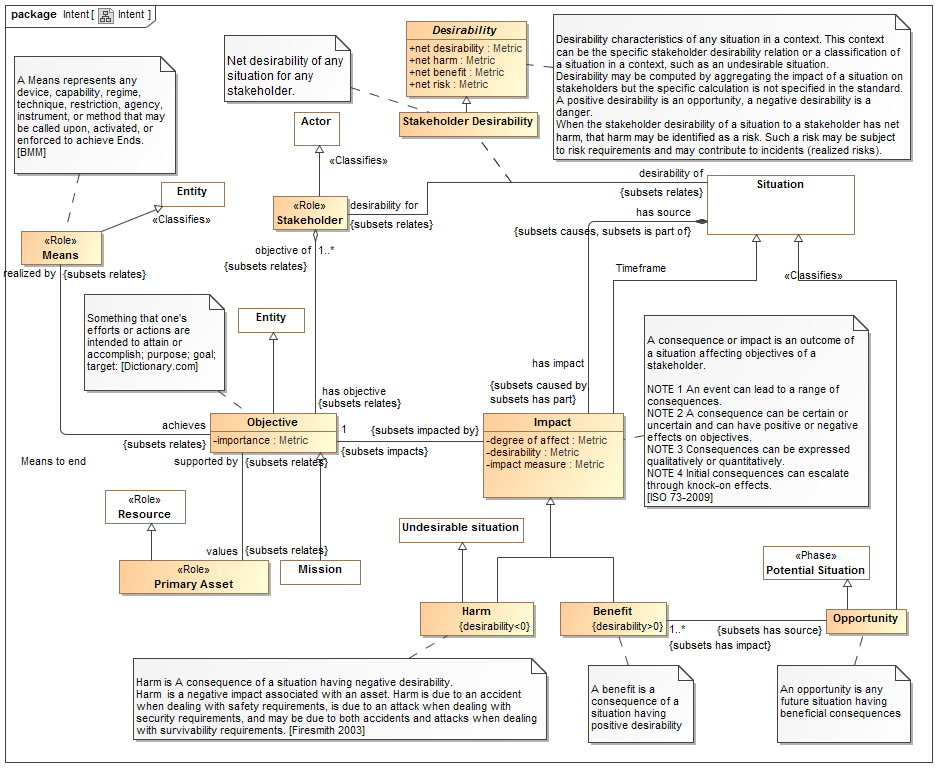 package Intent [ Intent ]
Desirability
+net desirability : Metric
+net harm : Metric
+net benefit : Metric
+net risk : Metric
Desirability characteristics of any situation in a context. This context
can be the specific stakeholder desirability relation or a classification of
a situation in a context, such as an undesirable situation.
Desirability may be computed by aggregating the impact of a situation on
stakeholders but the specific calculation is not specified in the standard.
A positive desirability is an opportunity, a negative desirability is a
danger.
When the stakeholder desirability of a situation to a stakeholder has net
harm, that harm may be identified as a risk. Such a risk may be subject
to risk requirements and may contribute to incidents (realized risks).
Net desirability of any
situation for any
stakeholder.
A Means represents any
device, capability, regime,
technique, restriction, agency,
instrument, or method that may
be called upon, activated, or
enforced to achieve Ends.
[BMM]
Stakeholder Desirability
Actor
«Classifies»
desirability of
{subsets relates}
Situation
Entity
«Classifies»
«Role»
Stakeholder
desirability for
{subsets relates}
has source
{subsets causes, subsets is part of}
«Role»
Means
objective of
1..*
{subsets relates}
realized by
{subsets relates}
Timeframe
«Classifies»
Something that one's
efforts or actions are
intended to attain or
accomplish; purpose; goal;
target: [Dictionary.com]
Entity
A consequence or impact is an outcome of
a situation affecting objectives of a
stakeholder.
NOTE 1 An event can lead to a range of
consequences.
NOTE 2 A consequence can be certain or
uncertain and can have positive or negative
effects on objectives.
NOTE 3 Consequences can be expressed
qualitatively or quantitatively.
NOTE 4 Initial consequences can escalate
through knock-on effects.
[ISO 73-2009]
has impact
{subsets caused by,
subsets has part}
has objective
{subsets relates}
achieves
{subsets relates}
Objective
-importance : Metric
1
{subsets impacted by}
{subsets impacts}
Impact
-degree of affect : Metric
-desirability : Metric
-impact measure : Metric
Means to end
supported by
{subsets relates}
«Role»
Resource
Undesirable situation
values
{subsets relates}
«Role»
Primary Asset
Mission
«Phase»
Potential Situation
Harm
{desirability<0}
Benefit
{desirability>0}
1..*
{subsets has impact}
{subsets has source}
Opportunity
Harm is A consequence of a situation having negative desirability.
Harm is a negative impact associated with an asset. Harm is due to an accident
when dealing with safety requirements, is due to an attack when dealing with
security requirements, and may be due to both accidents and attacks when dealing
with survivability requirements. [Firesmith 2003]
A benefit is a
consequence of a
situation having
positive desirability
An opportunity is any
future situation having
beneficial consequences